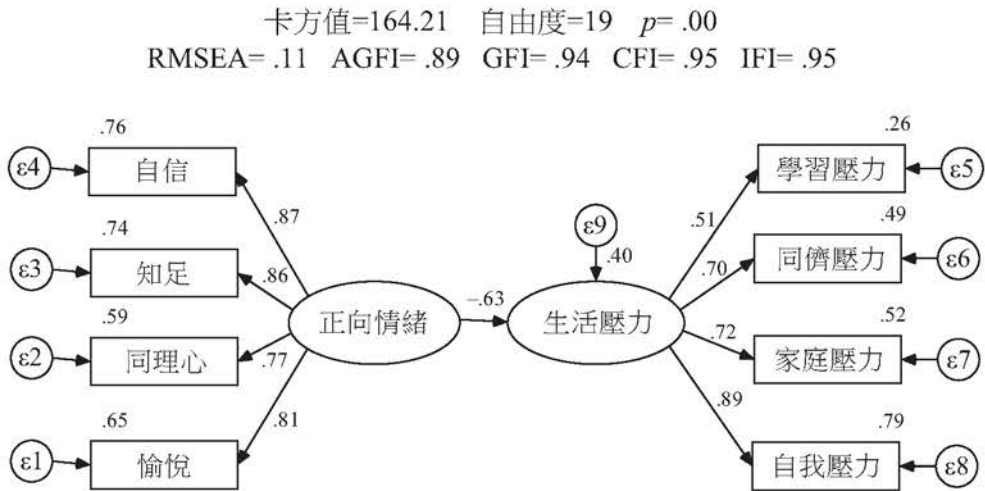 卡方值=164.21 自由度=19 p= .00
RMSEA= .11 AGFI= .89 GFI= .94 CFI= .95 IFI= .95
.76
ε4
自信
.87
.74
ε3
知足
.86
.59
ε2
同理心
.77
.65
ε1
愉悅
.81
正向情緒
−.63
ε9
.40
生活壓力
.26
.51
學習壓力
ε5
.49
.70
同儕壓力
ε6
.52
.72
家庭壓力
ε7
.79
.89
自我壓力
ε8